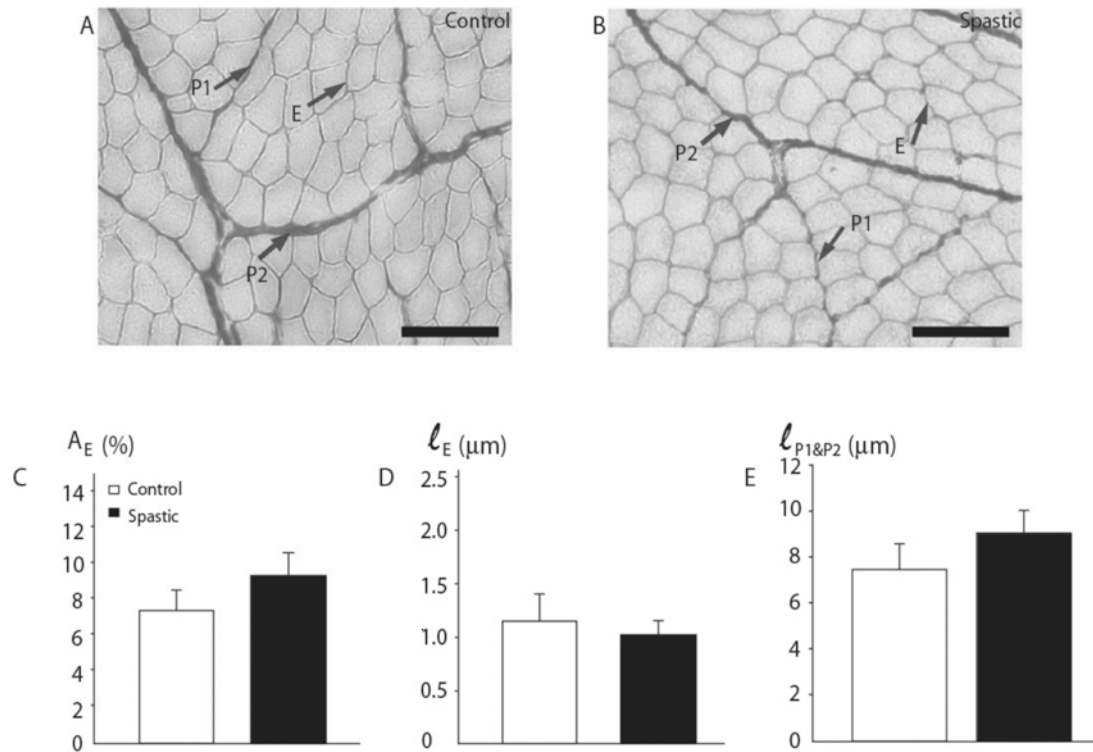 A
Control
P1
E
P2
B
Spastic
P2
E
P1
C
A_E (%)
14
12
10
8
6
4
2
0
Control
Spastic
D
ℓ_E (μm)
2.5
2.0
1.5
1.0
0.5
0
E
ℓ_P1&P2 (μm)
12
10
8
6
4
2
0